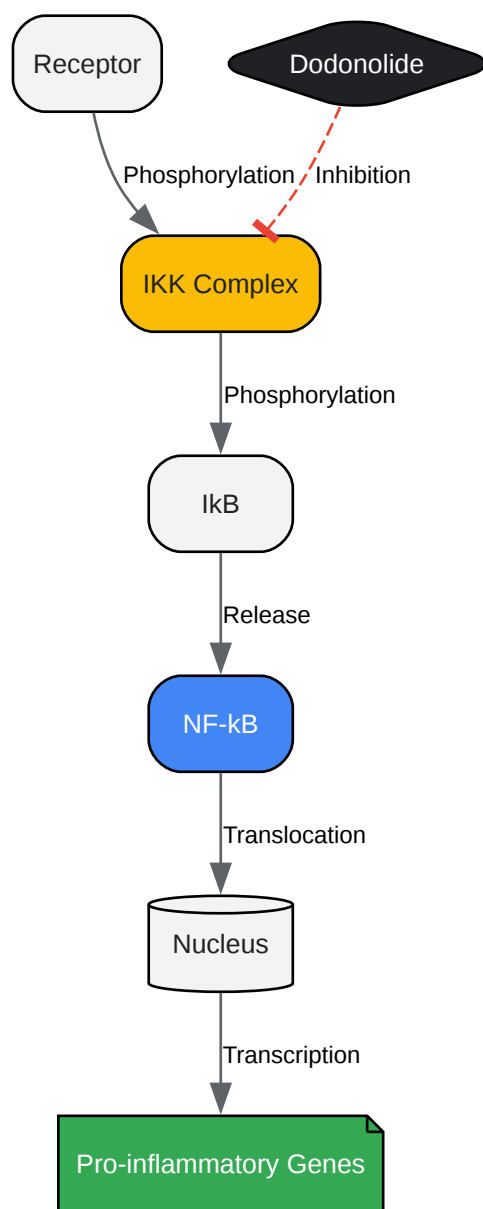 Receptor
Dodonolide
Phosphorylation
Inhibition
IKK Complex
Phosphorylation
IkB
Release
NF-kB
Translocation
Nucleus
Transcription
Pro-inflammatory Genes